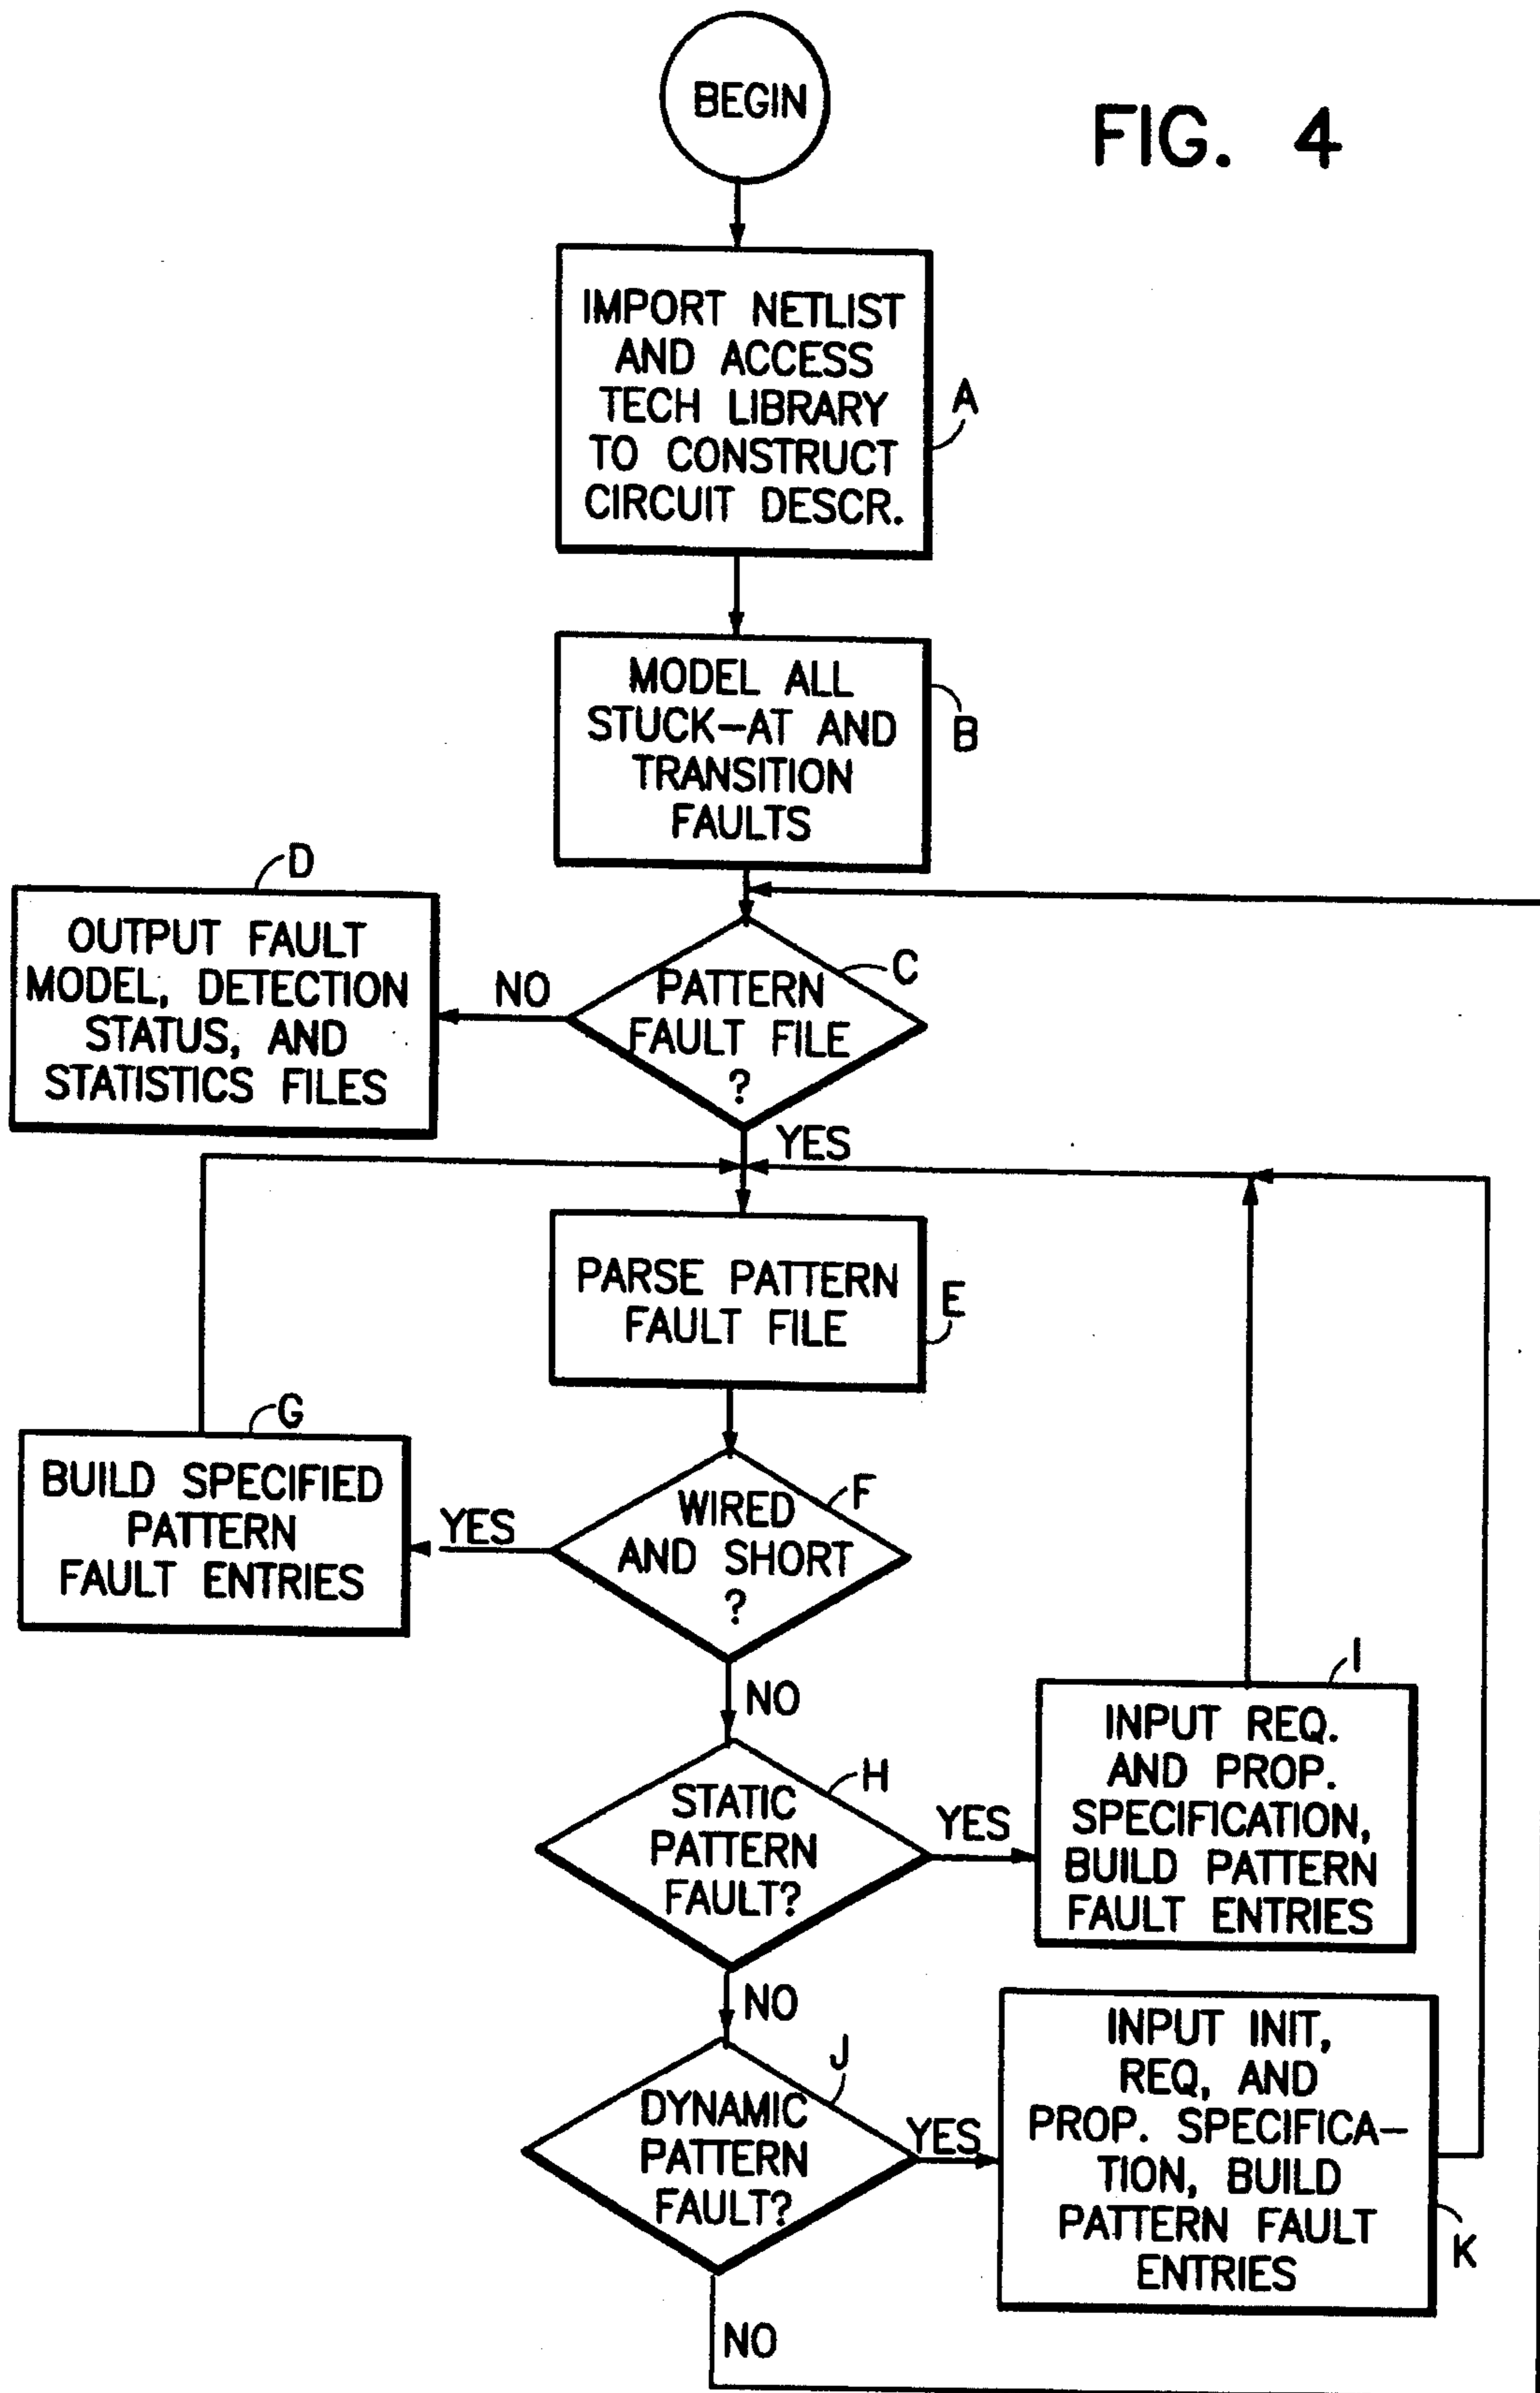 BEGIN
FIG. 4
IMPORT NETLIST
AND ACCESS
TECH LIBRARY
TO CONSTRUCT
CIRCUIT DESCR.
A
MODEL ALL
STUCK-AT AND
TRANSITION
FAULTS
B
D
OUTPUT FAULT
MODEL, DETECTION
STATUS, AND
STATISTICS FILES
NO
C
PATTERN
FAULT FILE
?
YES
PARSE PATTERN
FAULT FILE
E
G
BUILD SPECIFIED
PATTERN
FAULT ENTRIES
YES
F
WIRED
AND SHORT
?
NO
H
STATIC
PATTERN
FAULT?
YES
I
INPUT REQ.
AND PROP.
SPECIFICATION,
BUILD PATTERN
FAULT ENTRIES
NO
J
DYNAMIC
PATTERN
FAULT?
YES
INPUT INIT,
REQ, AND
PROP. SPECIFICA-
TION, BUILD
PATTERN FAULT
ENTRIES
K
NO